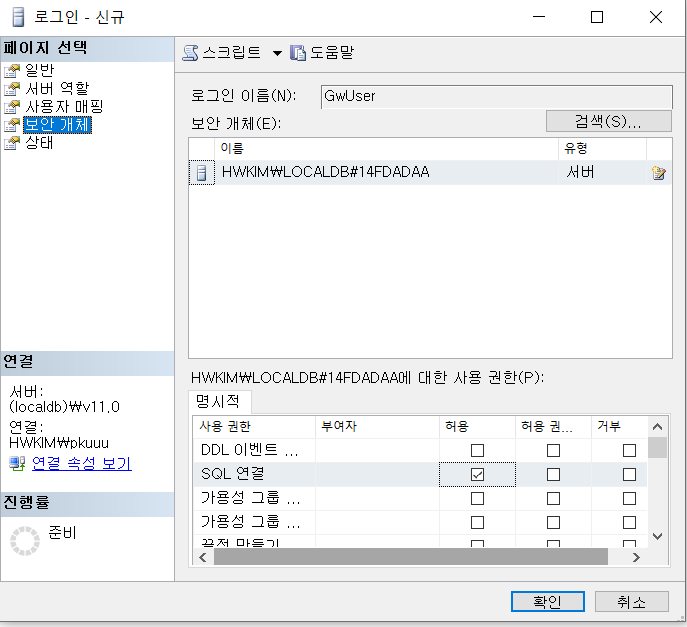 로그인 - 신규
페이지 선택
일반
서버 역할
사용자 매핑
보안 개체
상태
스크립트 도움말
로그인 이름(N): GwUser
보안 개체(E): 검색(S)...
이름 유형
HWKIM₩LOCALDB#14FDADAA 서버
연결
서버:
(localdb)₩v11.0
연결:
HWKIM₩pkuuu
연결 속성 보기
진행률
준비
HWKIM₩LOCALDB#14FDADAA에 대한 사용 권한(P):
명시적
사용 권한 부여자 허용 허용 권... 거부
DDL 이벤트 ...
SQL 연결
가용성 그룹 ...
가용성 그룹 ...
끝점 만들기
확인 취소